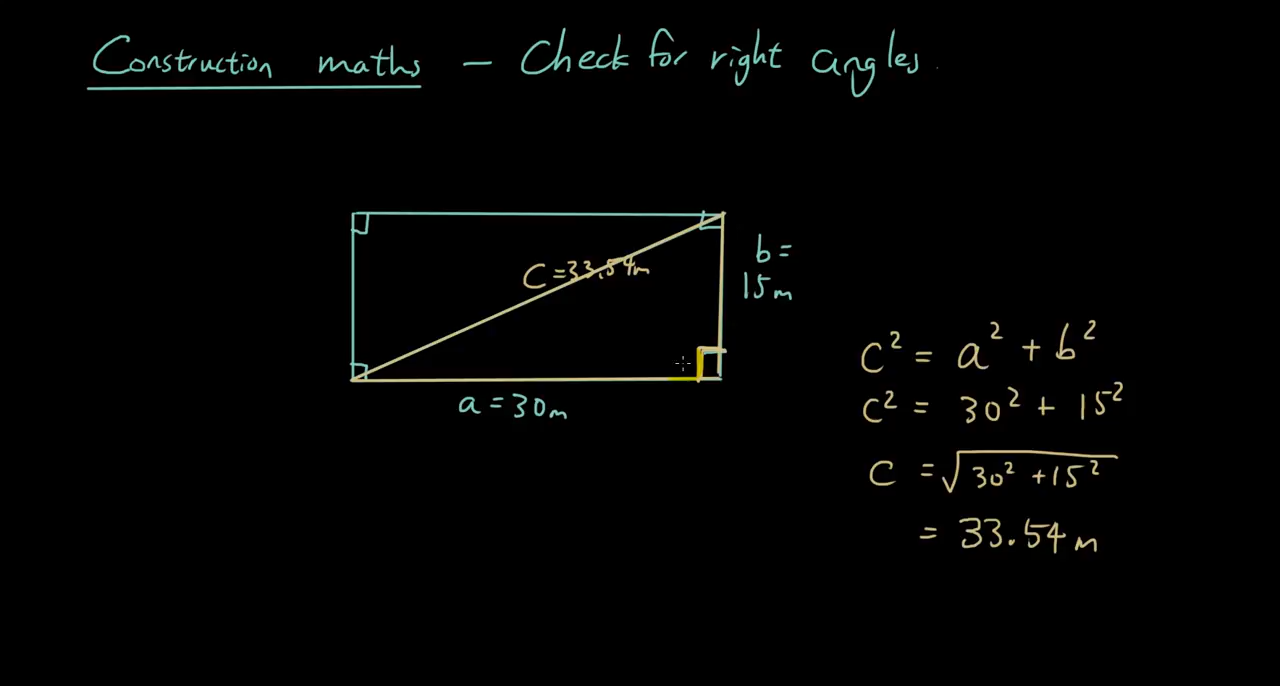 Construction maths - Check for right angles.
C = 33.54m
b =
15m
a = 30m
C² = a² + b²
C² = 30² + 15²
C = √30² + 15²
= 33.54m